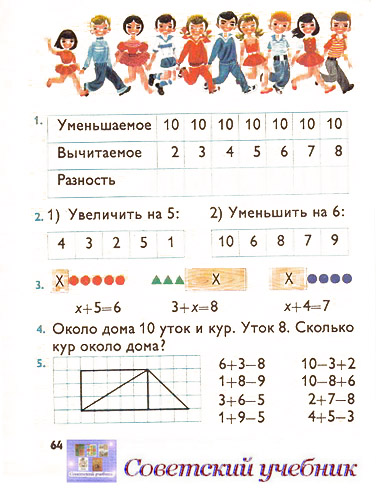 1.
Уменьшаемое 10 10 10 10 10 10 10
Вычитаемое 2 3 4 5 6 7 8
Разность
2. 1) Увеличить на 5: 2) Уменьшить на 6:
4 3 2 5 1 10 6 8 7 9
3. X X X
x+5=6 3+x=8 x+4=7
4. Около дома 10 уток и кур. Уток 8. Сколько
кур около дома?
5.
6+3−8 10−3+2
1+8−9 10−8+6
3+6−5 2+7−8
1+9−5 4+5−3
64
Советский учебник